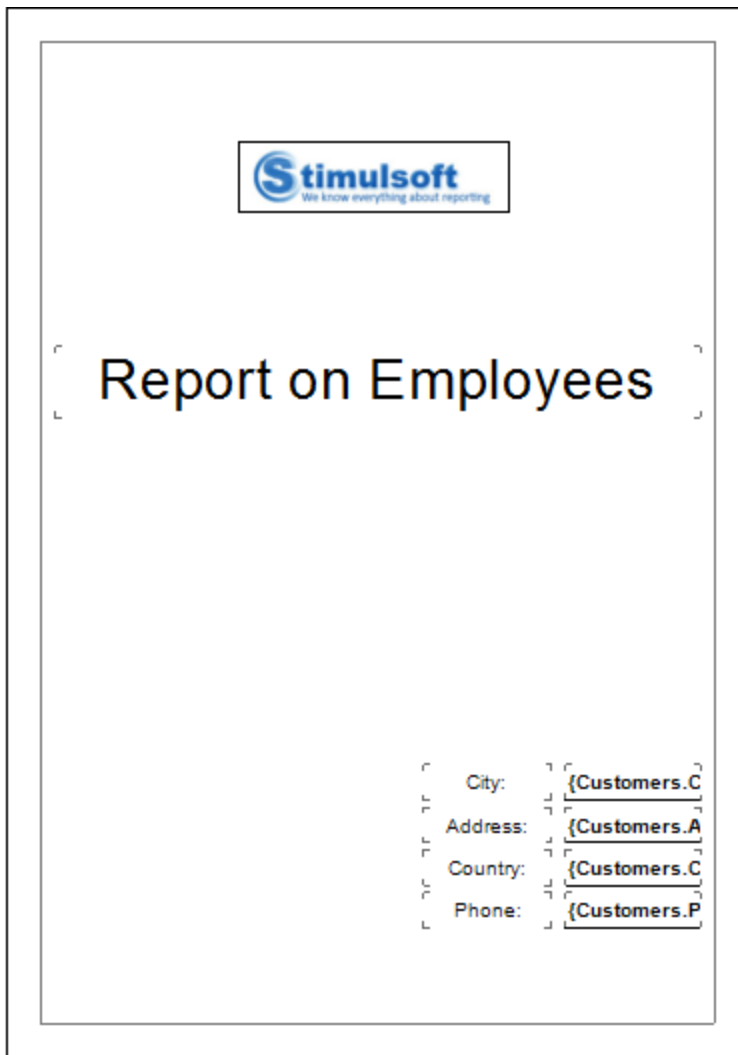 Stimulsoft
We know everything about reporting
Report on Employees
City: {Customers.C
Address: {Customers.A
Country: {Customers.C
Phone: {Customers.P